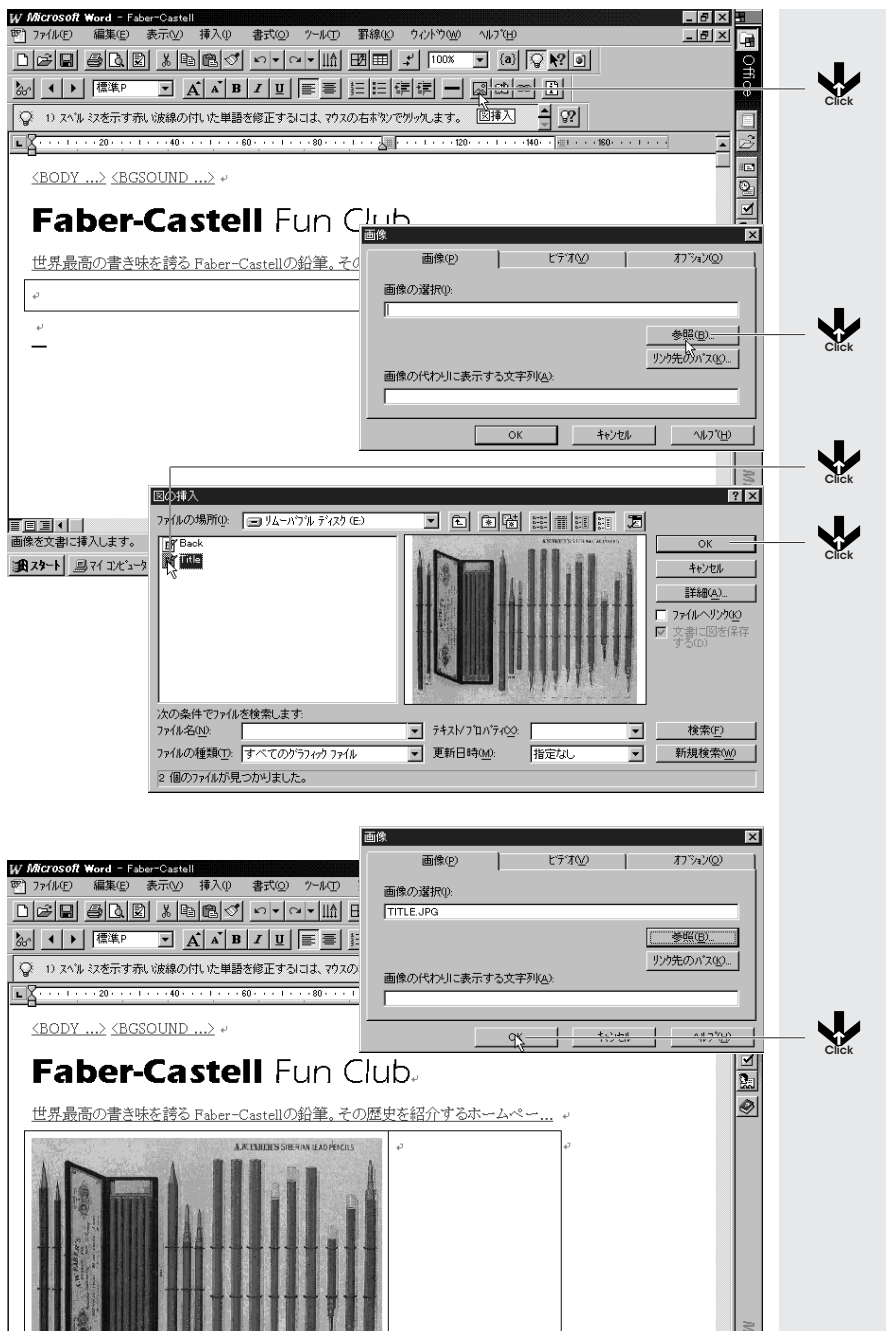 Microsoft Word - Faber-Castell
ファイル(F) 編集(E) 表示(V) 挿入(I) 書式(O) ツール(T) 罫線(K) ウィンドウ(W) ヘルプ(H)
100%
標準,P
1) スペル ミスを示す赤い波線の付いた単語を修正するには、マウスの右ボタンでクリックします。
図挿入
Office
Click
20 40 60 80 120 140 160
<BODY ...> <BGSOUND ...>
Faber-Castell Fun Club
世界最高の書き味を誇る Faber-Castellの鉛筆。その
画像
画像(P) ビデオ(V) オプション(O)
画像の選択(I):
参照(B)...
Click
リンク先のパス(K)...
画像の代わりに表示する文字列(A):
OK キャンセル ヘルプ(H)
Click
図の挿入
ファイルの場所(I): リムーバブル ディスク (E:)
Back
Title
OK
Click
キャンセル
詳細(A)...
ファイルへリンク(K)
文書に図を保存
する(D)
画像を文書に挿入します。
スタート マイ コンピュータ
次の条件でファイルを検索します:
ファイル名(N): テキスト/プロパティ(X): 検索(F)
ファイルの種類(T): すべてのグラフィック ファイル 更新日時(M): 指定なし 新規検索(W)
2 個のファイルが見つかりました。
画像
画像(P) ビデオ(V) オプション(O)
画像の選択(I):
TITLE.JPG
参照(B)...
リンク先のパス(K)...
画像の代わりに表示する文字列(A):
OK キャンセル ヘルプ(H)
Click
Microsoft Word - Faber-Castell
ファイル(F) 編集(E) 表示(V) 挿入(I) 書式(O) ツール(T)
標準,P
1) スペル ミスを示す赤い波線の付いた単語を修正するには、マウスの
20 40 60 80
<BODY ...> <BGSOUND ...>
Faber-Castell Fun Club
世界最高の書き味を誇る Faber-Castellの鉛筆。その歴史を紹介するホームペー...
A.W. FABER'S SIBERIAN LEAD PENCILS